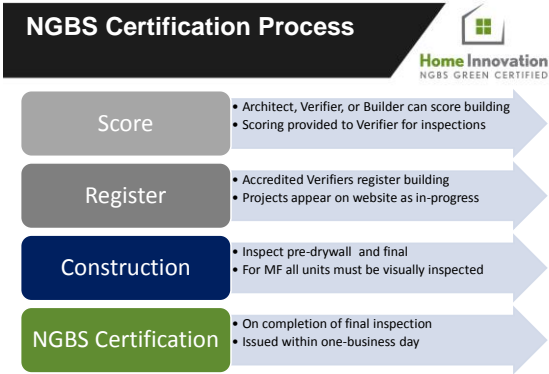 NGBS Certification Process
Home Innovation
NGBS GREEN CERTIFIED
Score
• Architect, Verifier, or Builder can score building
• Scoring provided to Verifier for inspections
Register
• Accredited Verifiers register building
• Projects appear on website as in-progress
Construction
• Inspect pre-drywall and final
• For MF all units must be visually inspected
NGBS Certification
• On completion of final inspection
• Issued within one-business day